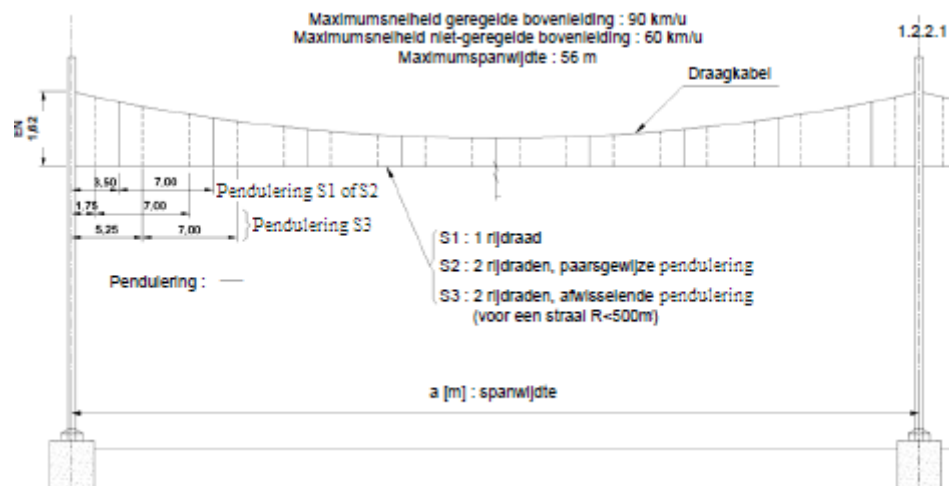 Maximumsnelheid geregelde bovenleiding : 90 km/u
Maximumsnelheid niet-geregelde bovenleiding : 60 km/u
Maximumspanwijdte : 56 m
1.2.2.1
Draagkabel
EN
1,62
3,50 7,00 Pendulering S1 of S2
1,75 7,00
5,25 7,00
Pendulering S3
Pendulering :
S1 : 1 rijdraad
S2 : 2 rijdraden, paarsgewijze pendulering
S3 : 2 rijdraden, afwisselende pendulering
(voor een straal R<500m)
a [m] : spanwijdte